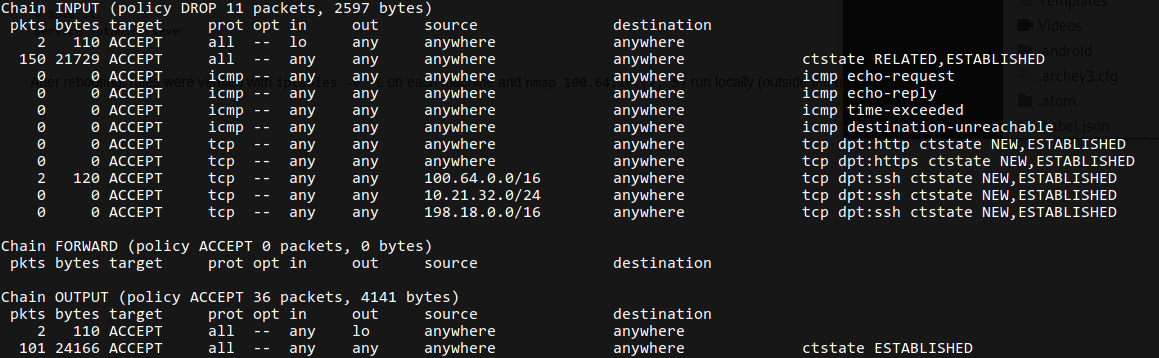 Chain INPUT (policy DROP 11 packets, 2597 bytes)
pkts bytes target prot opt in out source destination
2 110 ACCEPT all -- lo any anywhere anywhere
150 21729 ACCEPT all -- any any anywhere anywhere ctstate RELATED,ESTABLISHED
0 0 ACCEPT icmp -- any any anywhere anywhere icmp echo-request
0 0 ACCEPT icmp -- any any anywhere anywhere icmp echo-reply
0 0 ACCEPT icmp -- any any anywhere anywhere icmp time-exceeded
0 0 ACCEPT icmp -- any any anywhere anywhere icmp destination-unreachable
0 0 ACCEPT tcp -- any any anywhere anywhere tcp dpt:http ctstate NEW,ESTABLISHED
0 0 ACCEPT tcp -- any any anywhere anywhere tcp dpt:https ctstate NEW,ESTABLISHED
2 120 ACCEPT tcp -- any any 100.64.0.0/16 anywhere tcp dpt:ssh ctstate NEW,ESTABLISHED
0 0 ACCEPT tcp -- any any 10.21.32.0/24 anywhere tcp dpt:ssh ctstate NEW,ESTABLISHED
0 0 ACCEPT tcp -- any any 198.18.0.0/16 anywhere tcp dpt:ssh ctstate NEW,ESTABLISHED
Chain FORWARD (policy ACCEPT 0 packets, 0 bytes)
pkts bytes target prot opt in out source destination
Chain OUTPUT (policy ACCEPT 36 packets, 4141 bytes)
pkts bytes target prot opt in out source destination
2 110 ACCEPT all -- any lo anywhere anywhere
101 24166 ACCEPT all -- any any anywhere anywhere ctstate ESTABLISHED
Templates
Videos
.android
.archey3.cfg
.atom